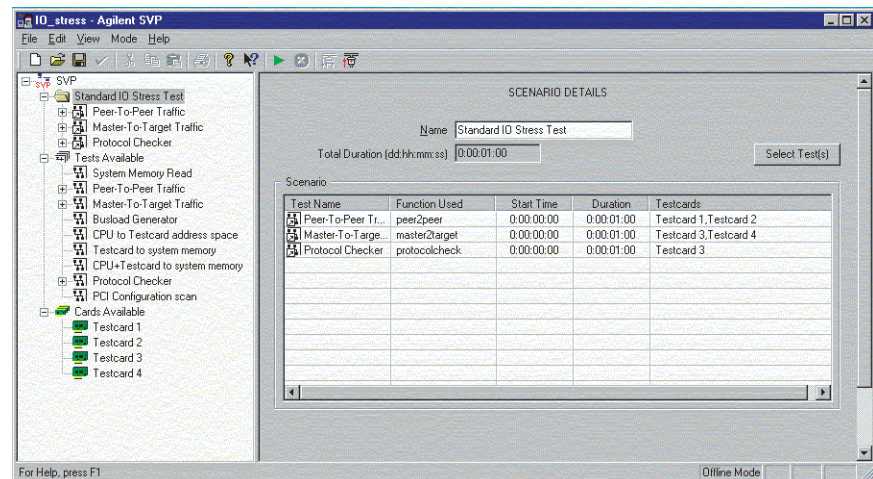 IO_stress - Agilent SVP
File Edit View Mode Help
SVP
SVP
Standard IO Stress Test
Peer-To-Peer Traffic
Master-To-Target Traffic
Protocol Checker
Tests Available
System Memory Read
Peer-To-Peer Traffic
Master-To-Target Traffic
Busload Generator
CPU to Testcard address space
Testcard to system memory
CPU+Testcard to system memory
Protocol Checker
PCI Configuration scan
Cards Available
Testcard 1
Testcard 2
Testcard 3
Testcard 4
SCENARIO DETAILS
Name Standard IO Stress Test
Total Duration (dd:hh:mm:ss) 0:00:01:00 Select Test(s)
Scenario
Test Name Function Used Start Time Duration Testcards
Peer-To-Peer Tr... peer2peer 0:00:00:00 0:00:01:00 Testcard 1,Testcard 2
Master-To-Targe... master2target 0:00:00:00 0:00:01:00 Testcard 3,Testcard 4
Protocol Checker protocolcheck 0:00:00:00 0:00:01:00 Testcard 3
For Help, press F1 Offline Mode